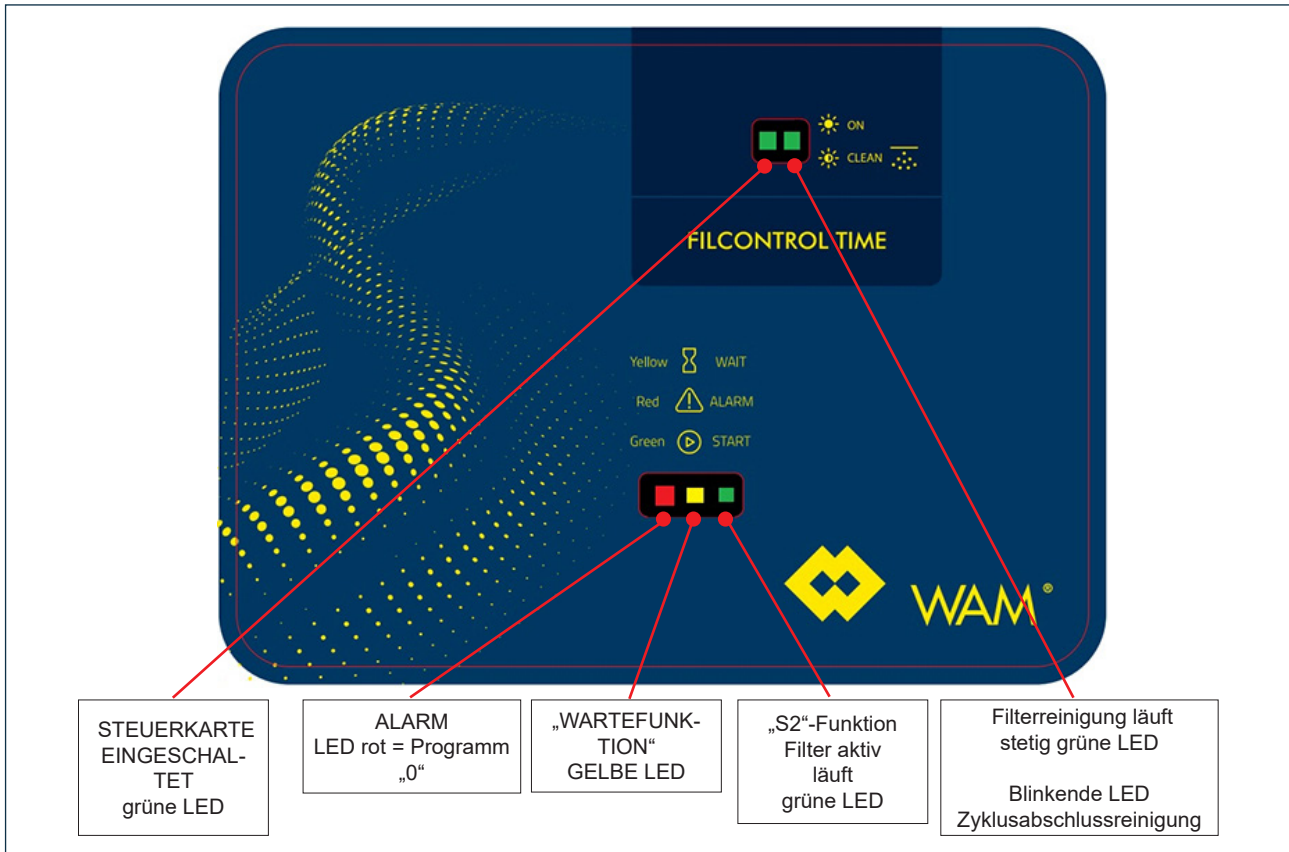 ON
CLEAN
FILCONTROL TIME
Yellow WAIT
Red ALARM
Green START
WAM®
STEUERKARTE
EINGESCHAL-
TET
grüne LED
ALARM
LED rot = Programm
„0“
„WARTEFUNK-
TION“
GELBE LED
„S2“-Funktion
Filter aktiv
läuft
grüne LED
Filterreinigung läuft
stetig grüne LED
Blinkende LED
Zyklusabschlussreinigung